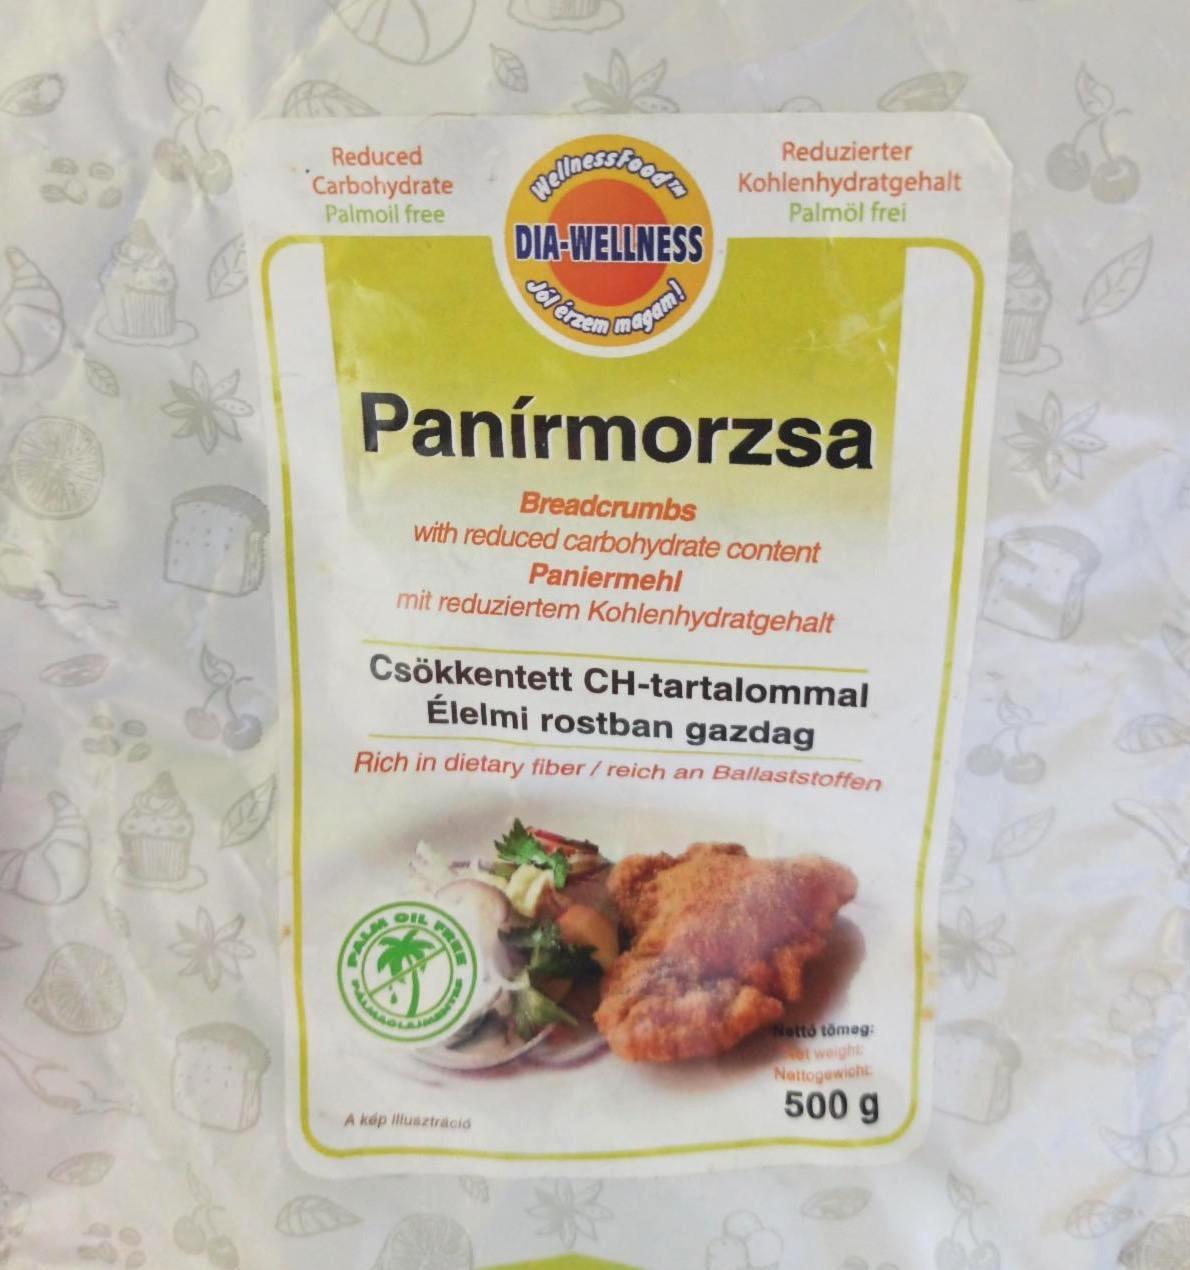 Reduced
Carbohydrate
Palmoil free
WellnessFood™
DIA-WELLNESS
Jól érzem magam!
Reduzierter
Kohlenhydratgehalt
Palmöl frei
Panírmorzsa
Breadcrumbs
with reduced carbohydrate content
Paniermehl
mit reduziertem Kohlenhydratgehalt
Csökkentett CH-tartalommal
Élelmi rostban gazdag
Rich in dietary fiber / reich an Ballaststoffen
PALM OIL FREE
PÁLMAOLAJMENTES
Nettó tömeg:
Net weight:
Nettogewicht:
500 g
A kép illusztráció